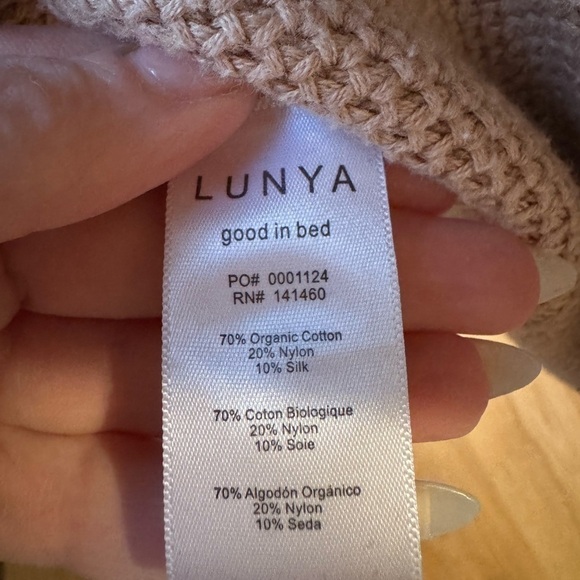 LUNYA
good in bed
PO# 0001124
RN# 141460
70% Organic Cotton
20% Nylon
10% Silk
70% Coton Biologique
20% Nylon
10% Soie
70% Algodón Orgánico
20% Nylon
10% Seda